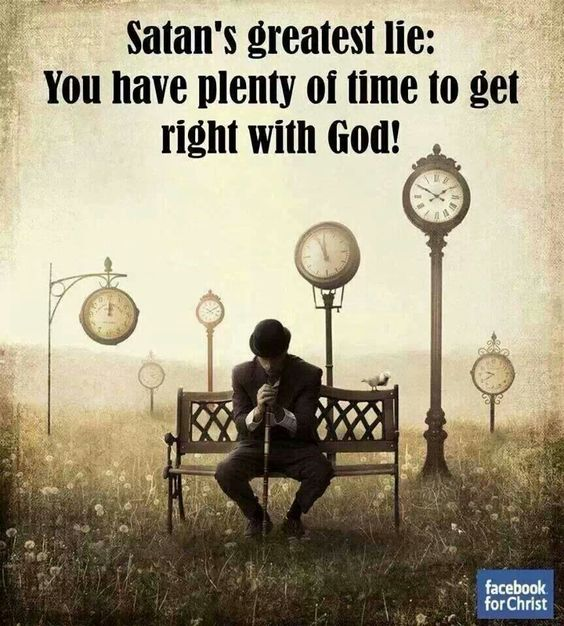 Satan's greatest lie:
You have plenty of time to get
right with God!
facebook
for Christ